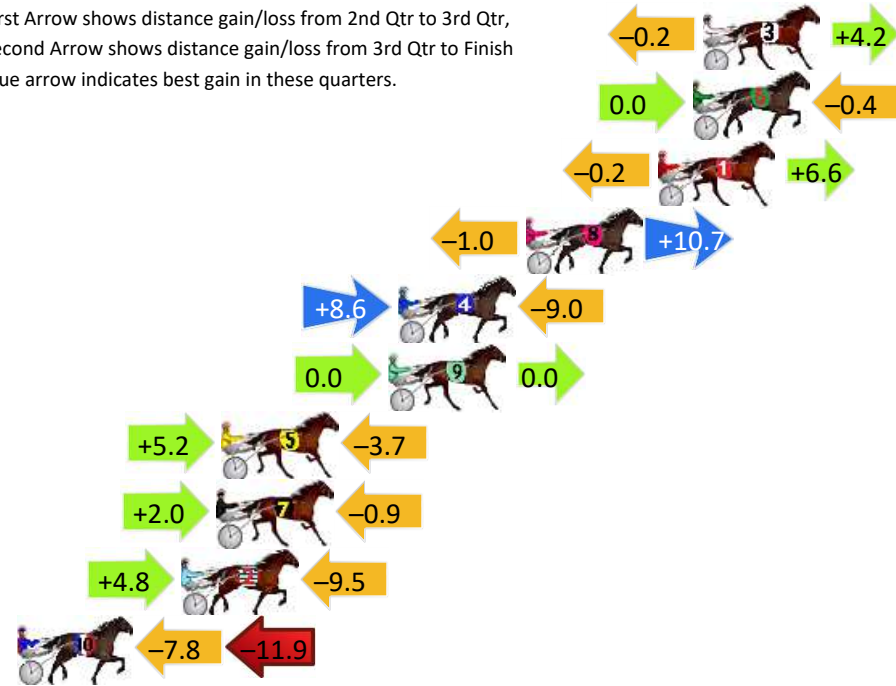 rst Arrow shows distance gain/loss from 2nd Qtr to 3rd Qtr,
econd Arrow shows distance gain/loss from 3rd Qtr to Finish
ue arrow indicates best gain in these quarters.
–0.2 3 +4.2
0.0 –0.4
–0.2 1 +6.6
–1.0 8 +10.7
+8.6 4 –9.0
0.0 9 0.0
+5.2 5 –3.7
+2.0 7 –0.9
+4.8 2 –9.5
10 –7.8 –11.9